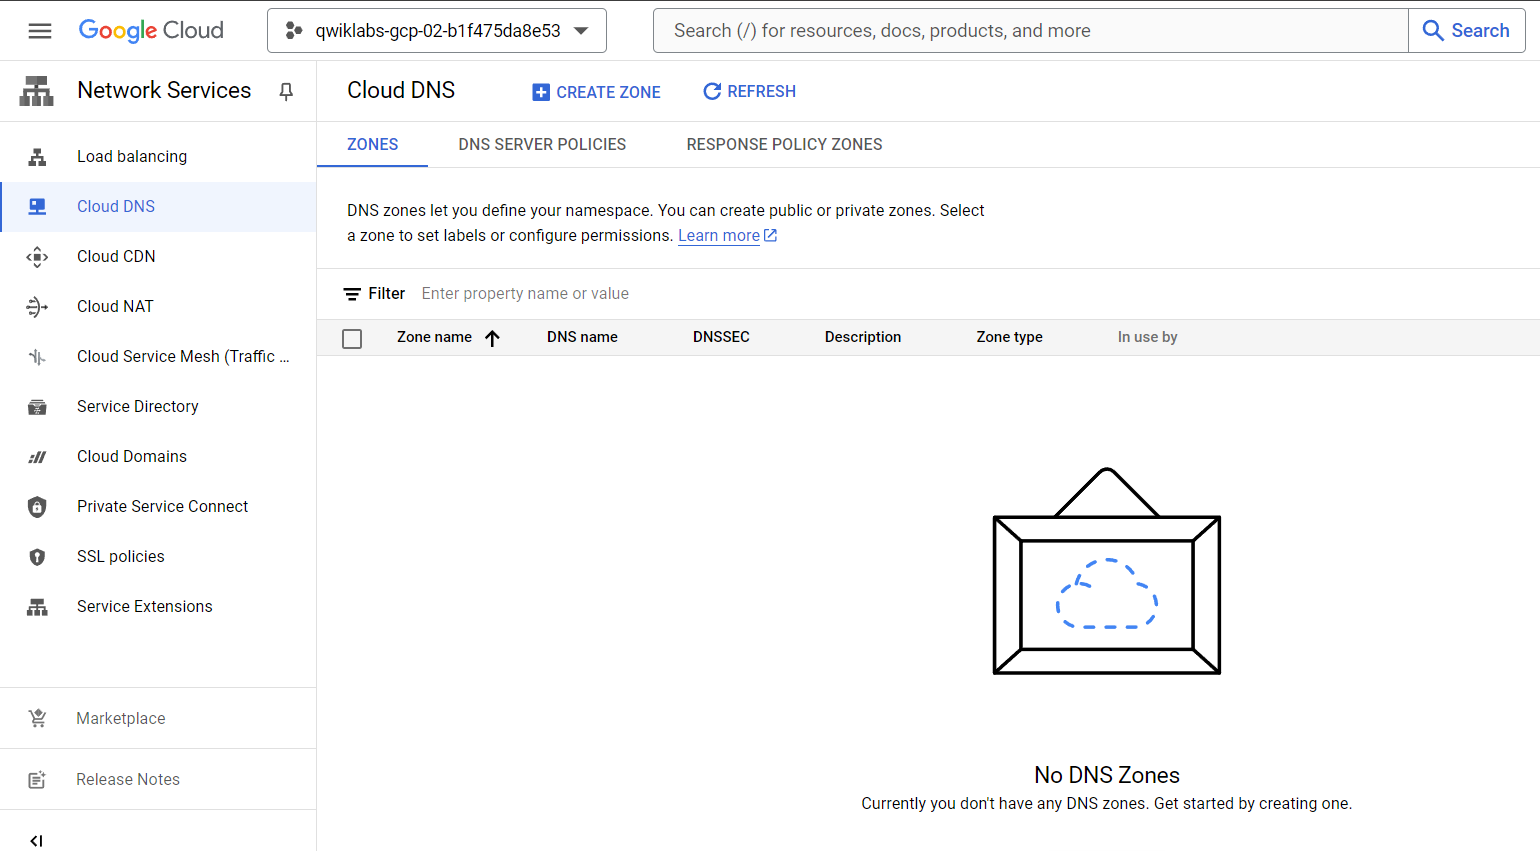 Google Cloud
qwiklabs-gcp-02-b1f475da8e53
Search (/) for resources, docs, products, and more
Search
Network Services
Cloud DNS
CREATE ZONE
REFRESH
Load balancing
Cloud DNS
Cloud CDN
Cloud NAT
Cloud Service Mesh (Traffic ...
Service Directory
Cloud Domains
Private Service Connect
SSL policies
Service Extensions
Marketplace
Release Notes
ZONES
DNS SERVER POLICIES
RESPONSE POLICY ZONES
DNS zones let you define your namespace. You can create public or private zones. Select
a zone to set labels or configure permissions. Learn more
Filter
Enter property name or value
Zone name
DNS name
DNSSEC
Description
Zone type
In use by
No DNS Zones
Currently you don't have any DNS zones. Get started by creating one.